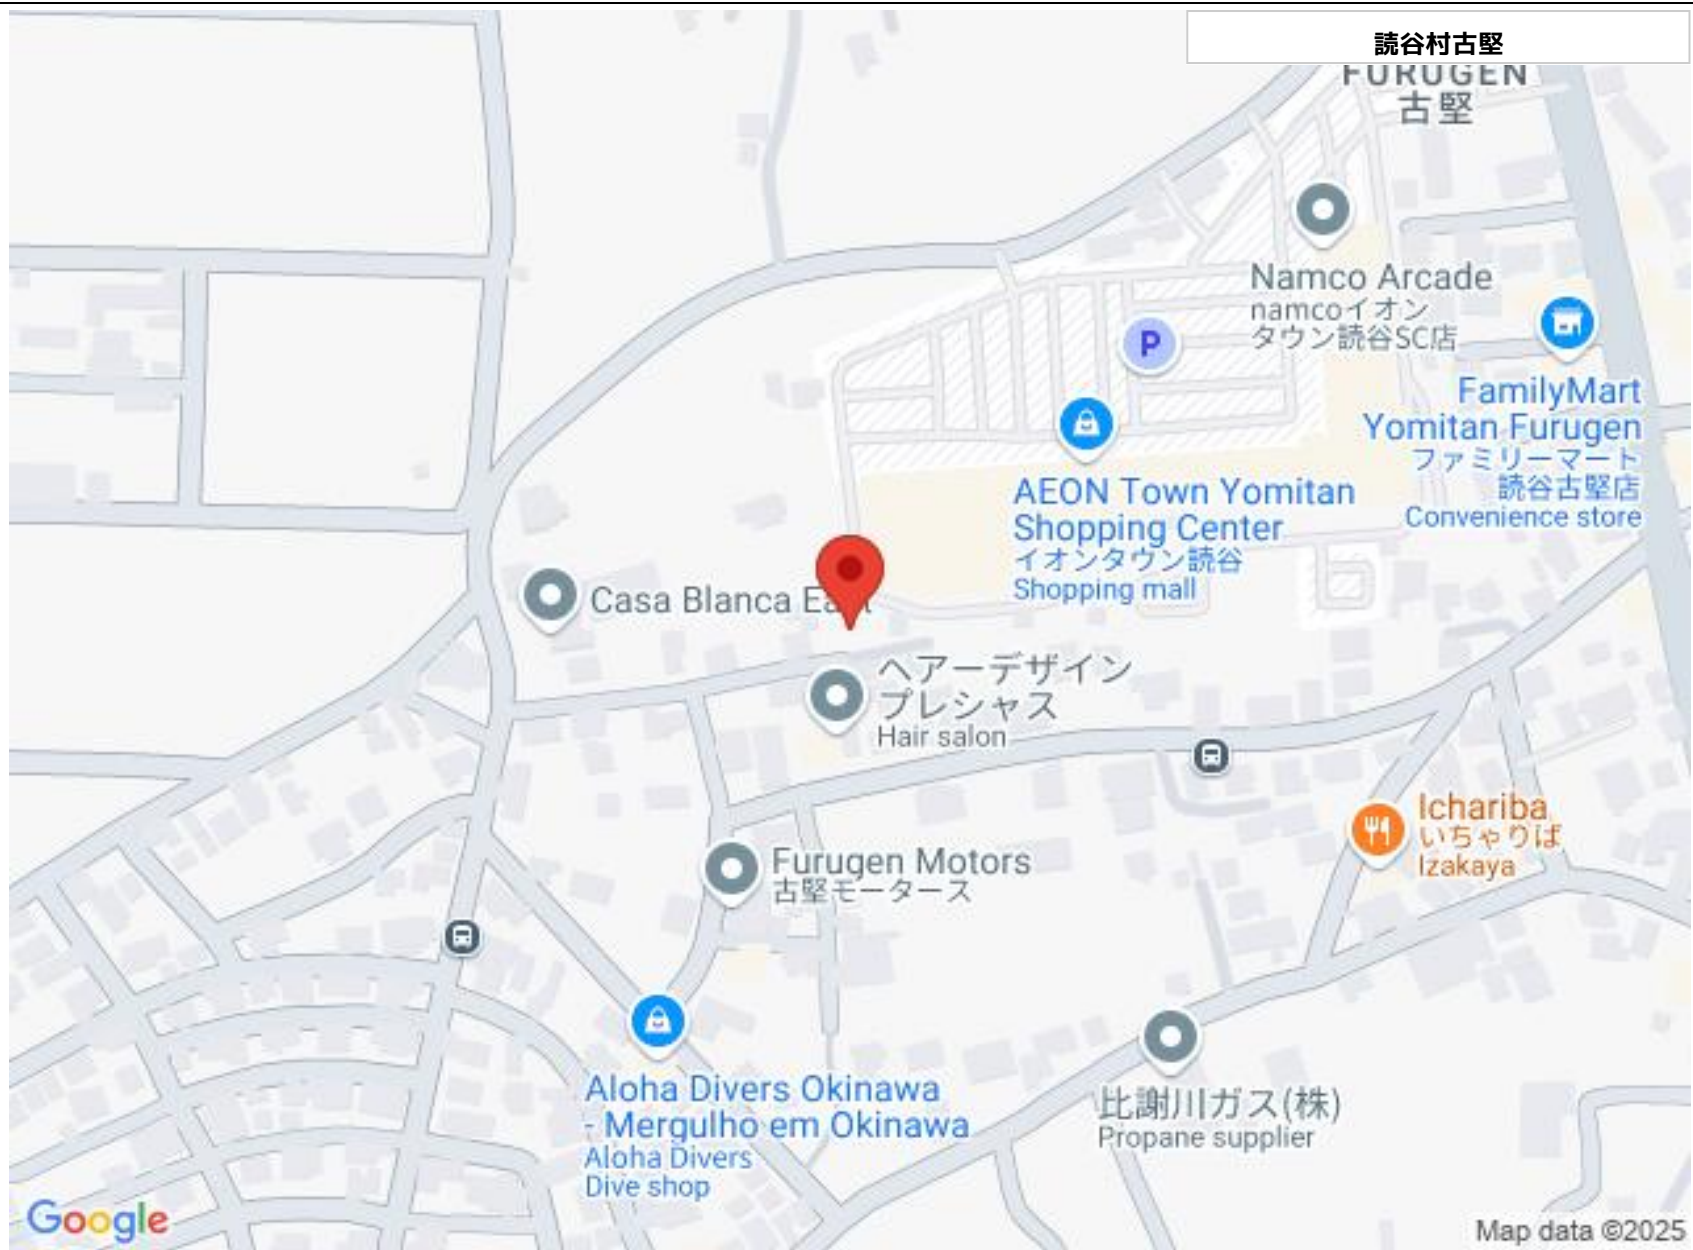 読谷村古堅
FURUGEN
古堅
Namco Arcade
namcoイオン
タウン読谷SC店
P
FamilyMart
Yomitan Furugen
ファミリーマート
読谷古堅店
Convenience store
AEON Town Yomitan
Shopping Center
イオンタウン読谷
Shopping mall
Casa Blanca East
ヘアーデザイン
プレシャス
Hair salon
Ichariba
いちゃりば
Izakaya
Furugen Motors
古堅モータース
Aloha Divers Okinawa
- Mergulho em Okinawa
Aloha Divers
Dive shop
比謝川ガス(株)
Propane supplier
Google
Map data ©2025